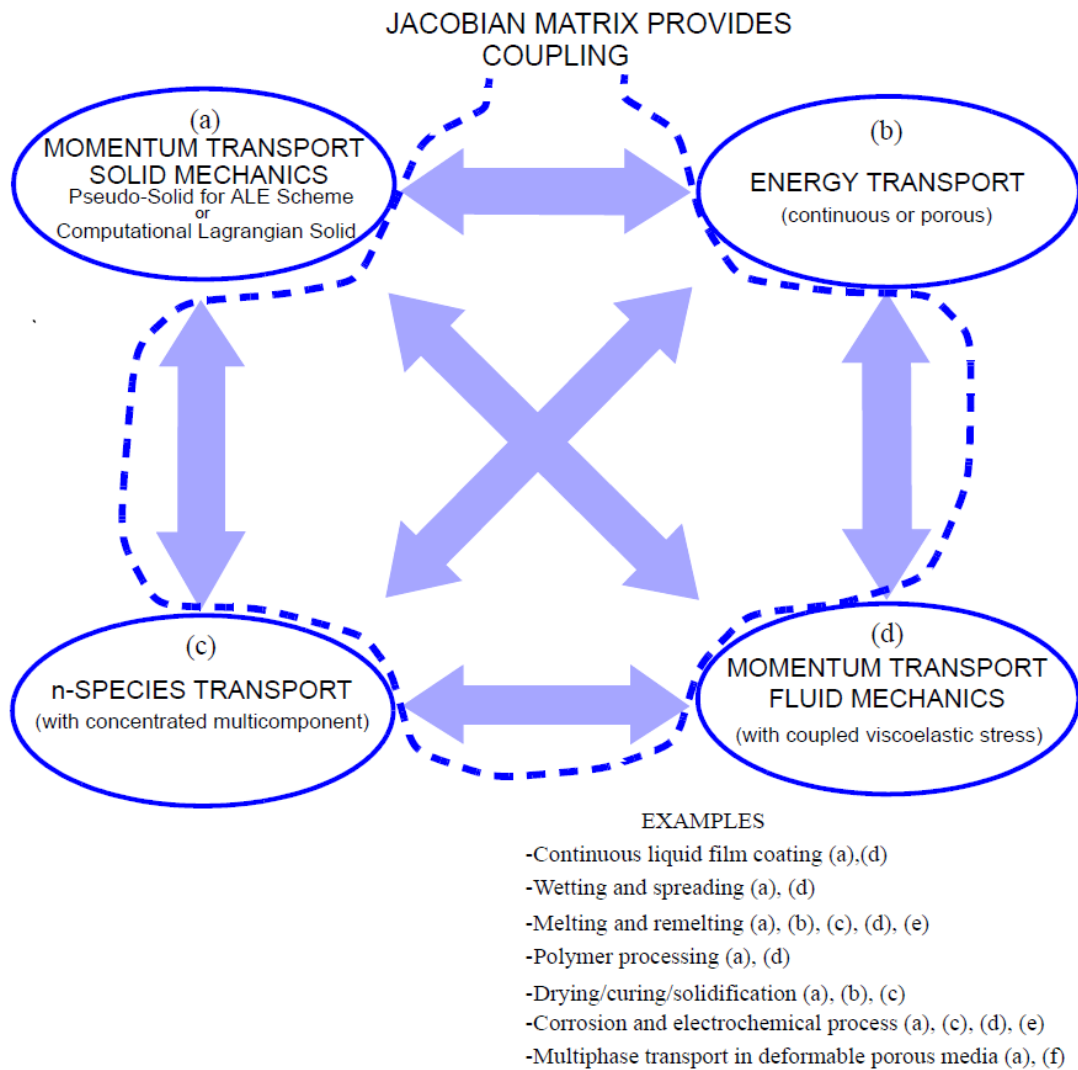 JACOBIAN MATRIX PROVIDES
COUPLING
(a)
MOMENTUM TRANSPORT
SOLID MECHANICS
Pseudo-Solid for ALE Scheme
or
Computational Lagrangian Solid
(b)
ENERGY TRANSPORT
(continuous or porous)
(c)
n-SPECIES TRANSPORT
(with concentrated multicomponent)
(d)
MOMENTUM TRANSPORT
FLUID MECHANICS
(with coupled viscoelastic stress)
EXAMPLES
-Continuous liquid film coating (a),(d)
-Wetting and spreading (a), (d)
-Melting and remelting (a), (b), (c), (d), (e)
-Polymer processing (a), (d)
-Drying/curing/solidification (a), (b), (c)
-Corrosion and electrochemical process (a), (c), (d), (e)
-Multiphase transport in deformable porous media (a), (f)